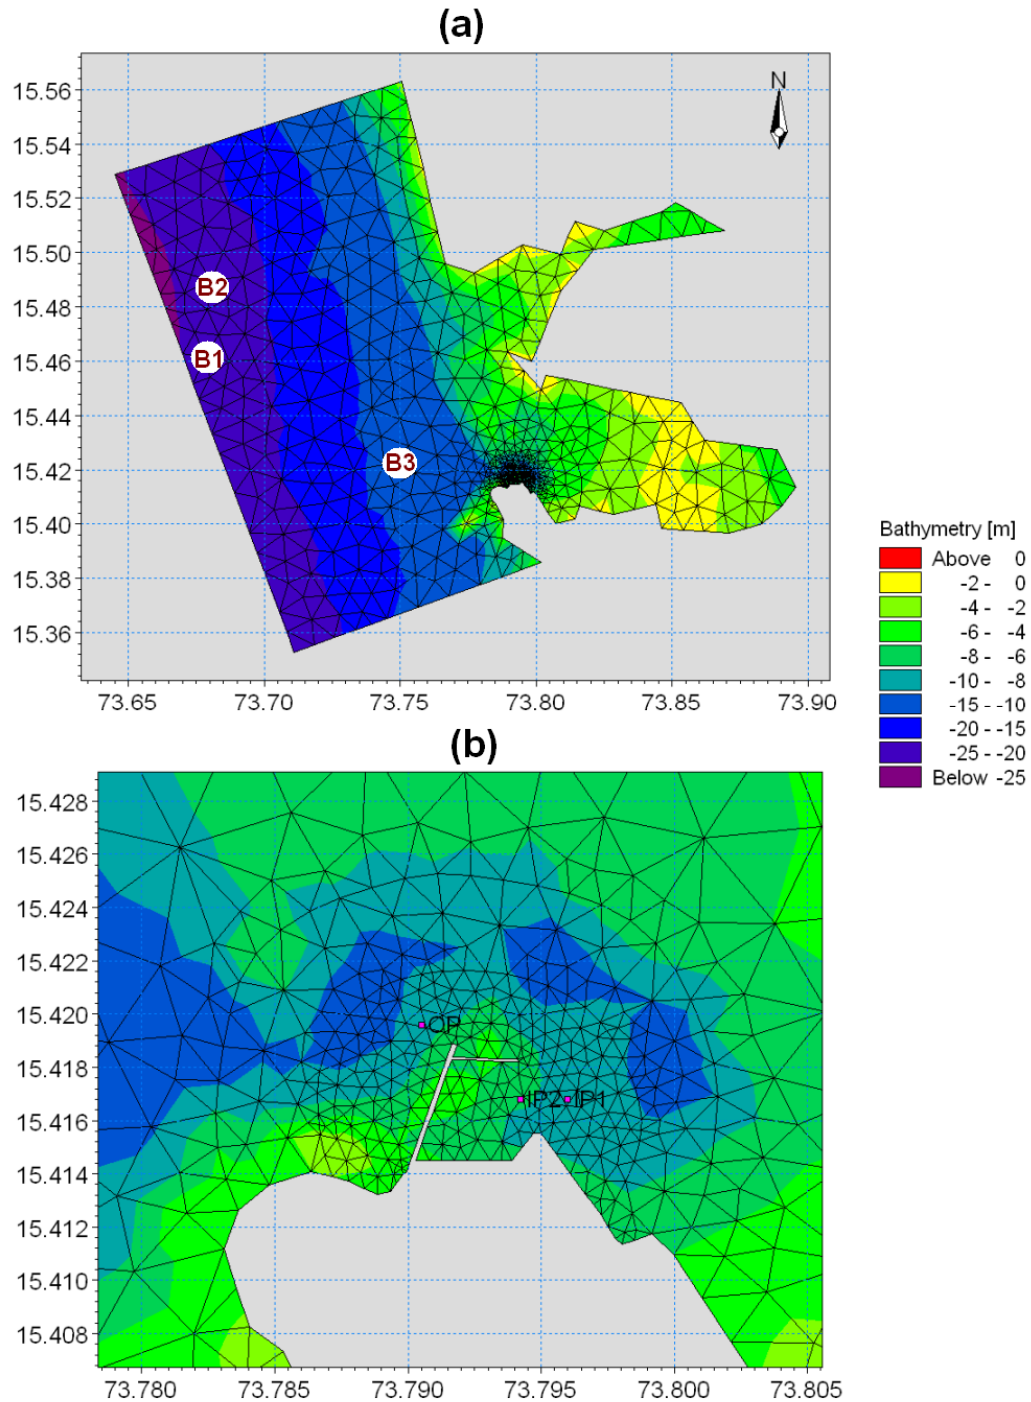 (a)
N
15.56
15.54
15.52
15.50
15.48
15.46
15.44
15.42
15.40
15.38
15.36
B2
B1
B3
73.65 73.70 73.75 73.80 73.85 73.90
Bathymetry [m]
Above 0
-2 - 0
-4 - -2
-6 - -4
-8 - -6
-10 - -8
-15 - -10
-20 - -15
-25 - -20
Below -25
(b)
15.428
15.426
15.424
15.422
15.420
15.418
15.416
15.414
15.412
15.410
15.408
OP
IP2 IP1
73.780 73.785 73.790 73.795 73.800 73.805